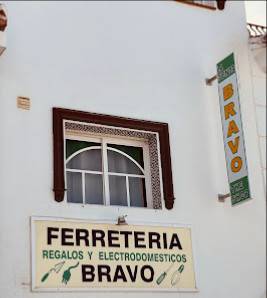 BRAVO
FERRETERIA
REGALOS Y ELECTRODOMESTICOS
BRAVO